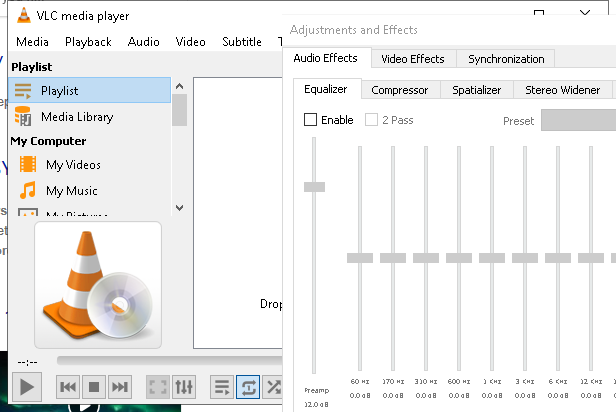 VLC media player
Media Playback Audio Video Subtitle T
Adjustments and Effects
Audio Effects Video Effects Synchronization
Equalizer Compressor Spatializer Stereo Widener
Enable 2 Pass Preset
Playlist
Playlist
Media Library
My Computer
My Videos
My Music
My Pictures
Drop
--:--
60 Hz 170 Hz 310 Hz 600 Hz 1 KHz 3 KHz 6 KHz 12 KHz
Preamp 0.0 dB 0.0 dB 0.0 dB 0.0 dB 0.0 dB 0.0 dB 0.0 dB 0.0 dB
12.0 dB